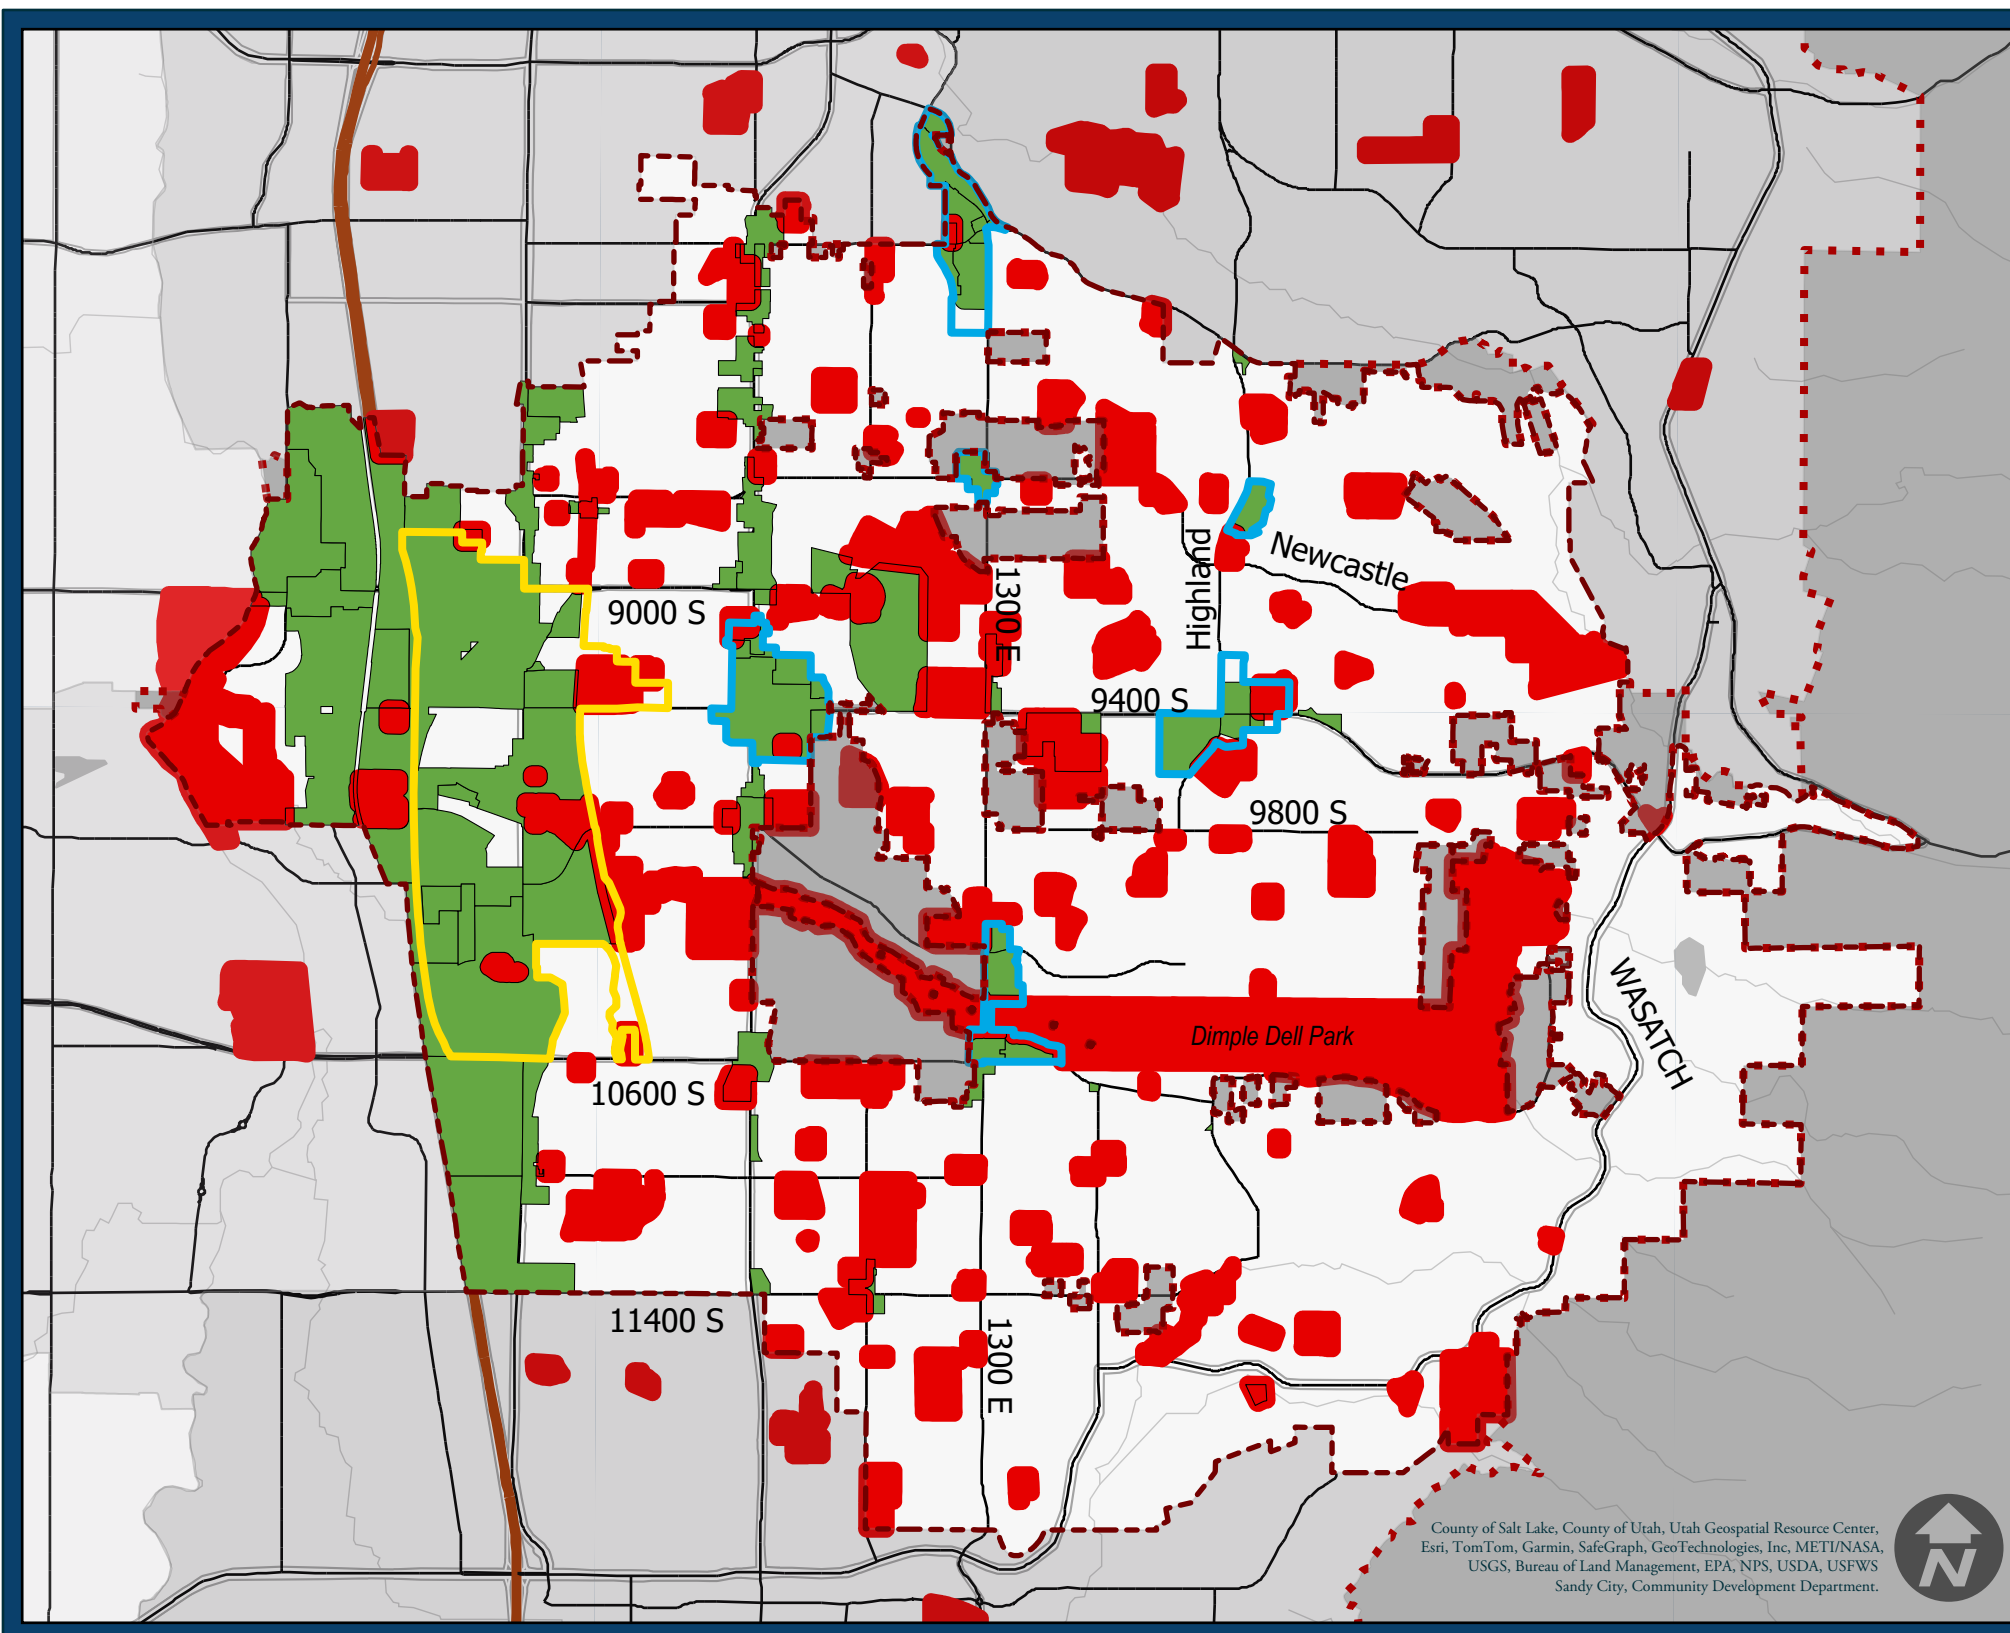 Newcastle
Highland
1300 E
9000 S
9400 S
9800 S
WASATCH
Dimple Dell Park
10600 S
11400 S
1300 E
County of Salt Lake, County of Utah, Utah Geospatial Resource Center,
Esri, TomTom, Garmin, SafeGraph, GeoTechnologies, Inc, METI/NASA,
USGS, Bureau of Land Management, EPA, NPS, USDA, USFWS
Sandy City, Community Development Department.
N